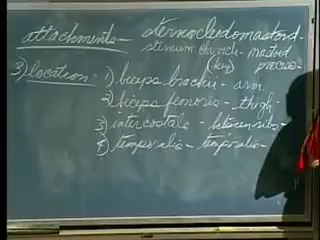 attachments - sternocleidomastoid -
sternum clavicle - mastoid
(key) process -
3) location - 1) biceps brachii - arm
2) biceps femoris - thigh
3) intercostals - between ribs -
4) temporalis - temporalis -